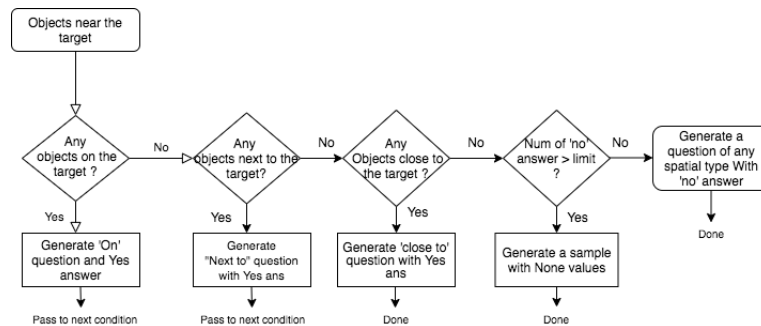 Objects near the
target
Any
objects on the
target ?
No
Any
objects next to the
target?
No
Any
Objects close to
the target ?
No
Num of 'no'
answer > limit
?
No
Generate a
question of any
spatial type With
'no' answer
Yes
Yes
Yes
Yes
Done
Generate 'On'
question and Yes
answer
Generate
"Next to" question
with Yes ans
Generate 'close to'
question with Yes
ans
Generate a sample
with None values
Pass to next condition
Pass to next condition
Done
Done